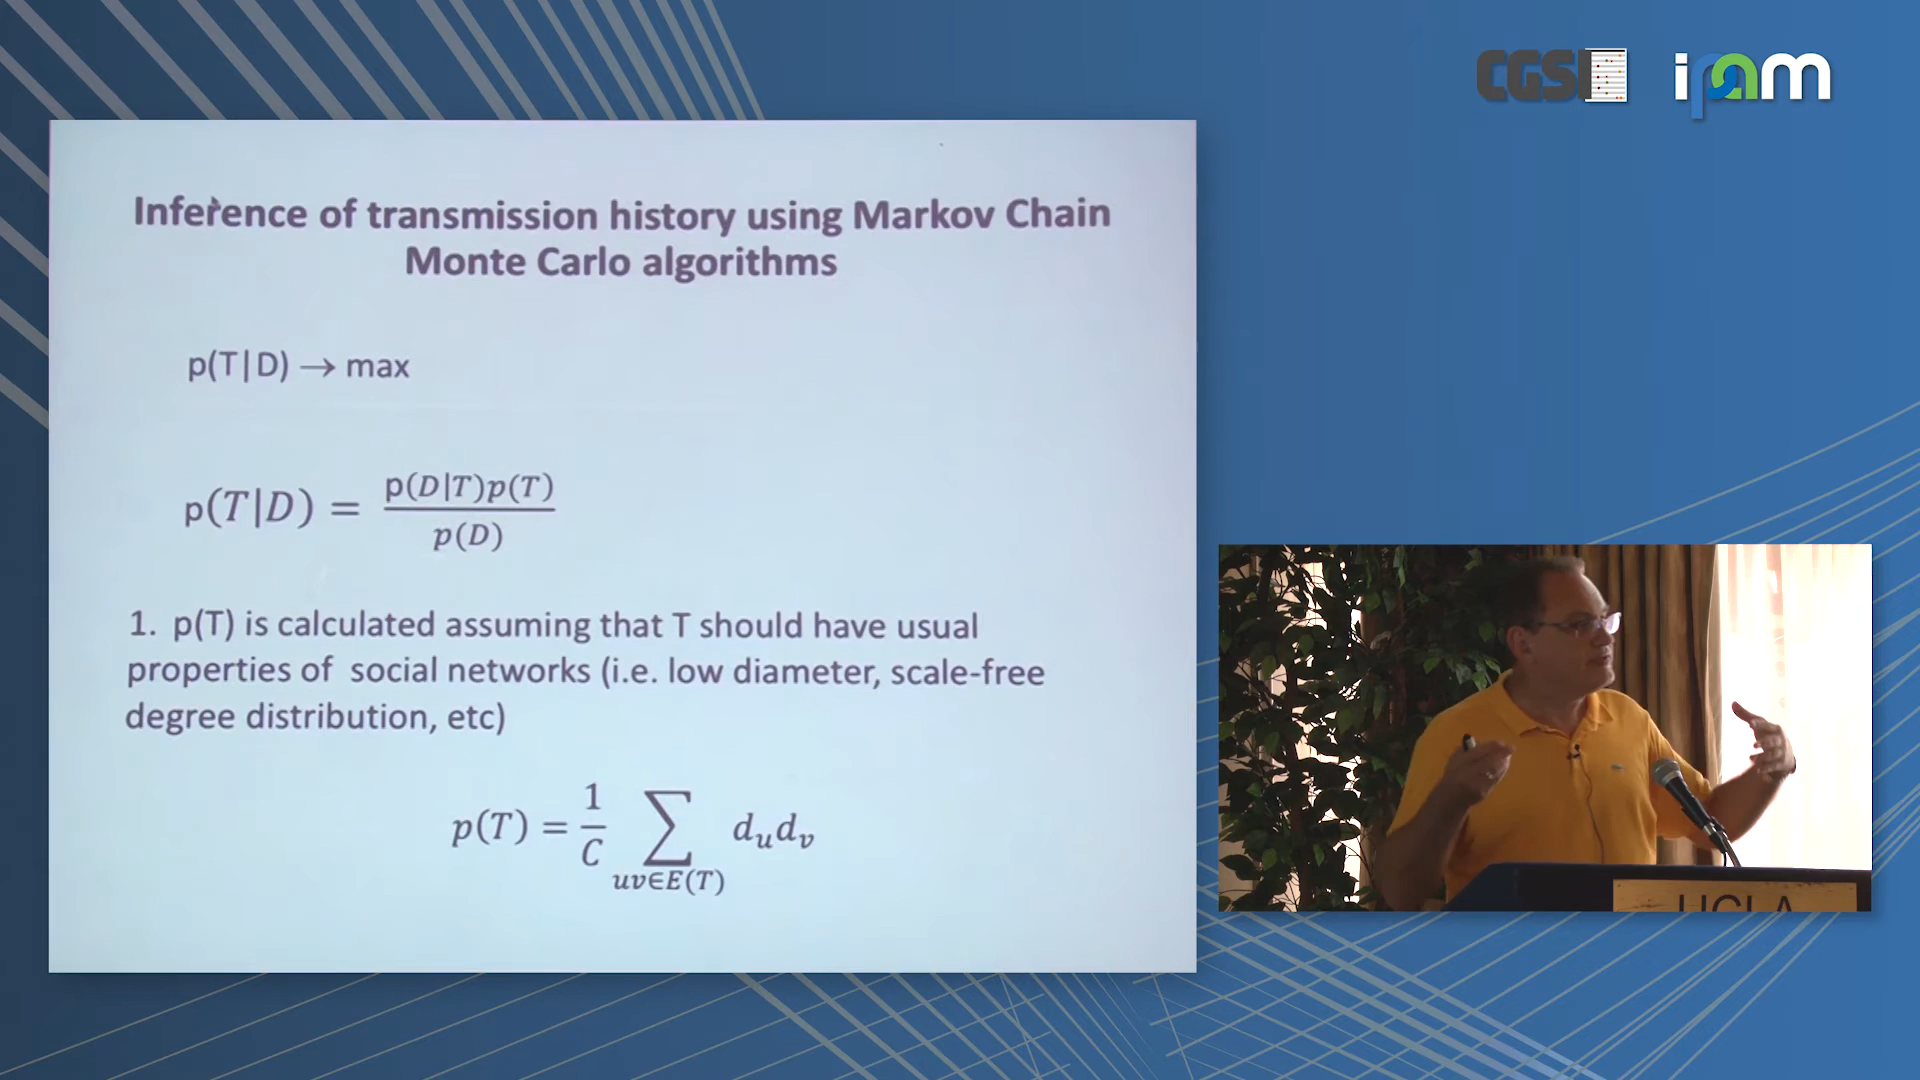 CGSI
ipam
Inference of transmission history using Markov Chain
Monte Carlo algorithms
p(T|D) → max
p(T|D) = p(D|T)p(T) / p(D)
1. p(T) is calculated assuming that T should have usual
properties of social networks (i.e. low diameter, scale-free
degree distribution, etc)
p(T) = 1/C ∑ uv∈E(T) d_u d_v
UCLA